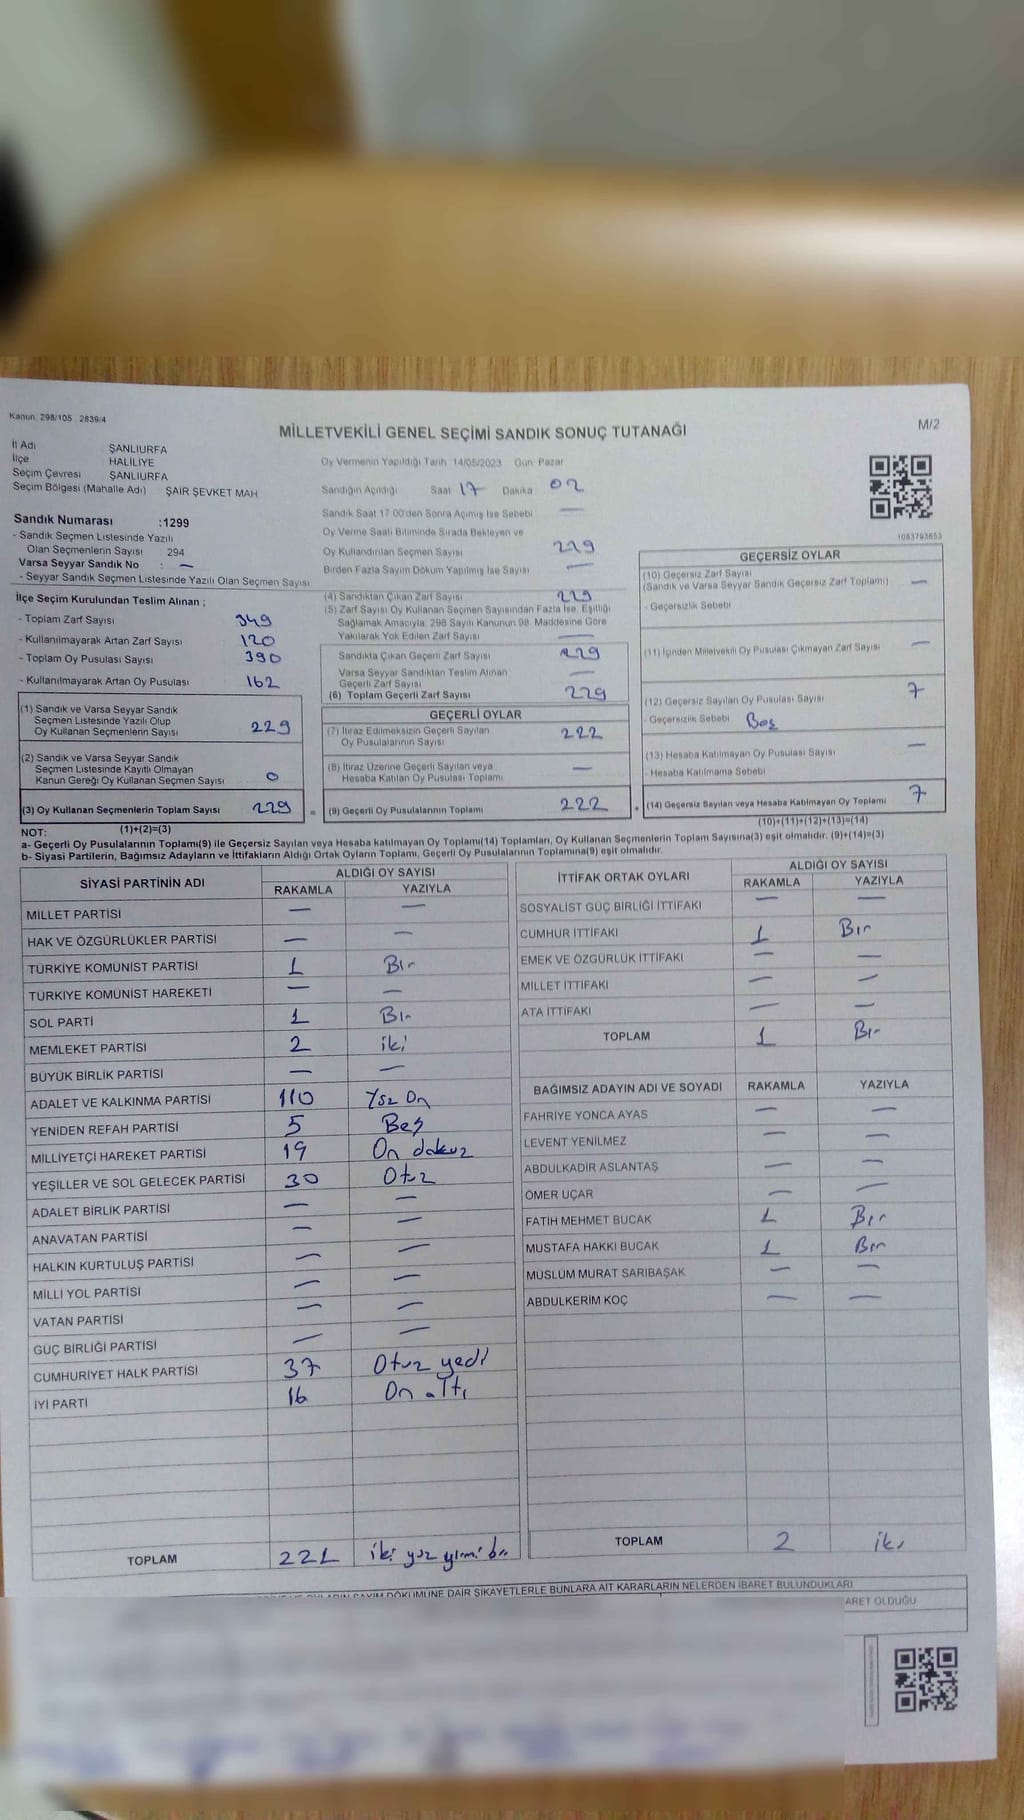 Kanun, 298/105 2839/4
MİLLETVEKİLİ GENEL SEÇİMİ SANDIK SONUÇ TUTANAĞI
M/2
İl Adı ŞANLIURFA
İlçe HALİLİYE
Seçim Çevresi ŞANLIURFA
Seçim Bölgesi (Mahalle Adı) ŞAİR ŞEVKET MAH
Sandık Numarası :1299
- Sandık Seçmen Listesinde Yazılı
Olan Seçmenlerin Sayısı 294
Varsa Seyyar Sandık No : —
- Seyyar Sandık Seçmen Listesinde Yazılı Olan Seçmen Sayısı
Oy Vermenin Yapıldığı Tarih 14/05/2023 Gün: Pazar
Sandığın Açıldığı Saat 17 Dakika 02
Sandık Saat 17.00'den Sonra Açmış İse Sebebi —
Oy Verme Saati Bitiminde Sırada Bekleyen ve
Oy Kullandırılan Seçmen Sayısı 229
Birden Fazla Sayım Döküm Yapılmış İse Sayısı —
1083793653
İlçe Seçim Kurulundan Teslim Alınan ;
- Toplam Zarf Sayısı 349
- Kullanılmayarak Artan Zarf Sayısı 120
- Toplam Oy Pusulası Sayısı 390
- Kullanılmayarak Artan Oy Pusulası 162
(1) Sandık ve Varsa Seyyar Sandık
Seçmen Listesinde Yazılı Olup
Oy Kullanan Seçmenlerin Sayısı 229
(2) Sandık ve Varsa Seyyar Sandık
Seçmen Listesinde Kayıtlı Olmayan
Kanun Gereği Oy Kullanan Seçmen Sayısı 0
(3) Oy Kullanan Seçmenlerin Toplam Sayısı 229 =
(1)+(2)=(3)
(4) Sandıktan Çıkan Zarf Sayısı 229
(5) Zarf Sayısı Oy Kullanan Seçmen Sayısından Fazla İse, Eşitliği
Sağlamak Amacıyla, 298 Sayılı Kanunun 98. Maddesine Göre
Yakılarak Yok Edilen Zarf Sayısı —
Sandıkta Çıkan Geçerli Zarf Sayısı 229
Varsa Seyyar Sandıktan Teslim Alınan
Geçerli Zarf Sayısı —
(6) Toplam Geçerli Zarf Sayısı 229
GEÇERLİ OYLAR
(7) İtiraz Edilmeksizin Geçerli Sayılan
Oy Pusulalarının Sayısı 222
(8) İtiraz Üzerine Geçerli Sayılan veya
Hesaba Katılan Oy Pusulası Toplamı —
(9) Geçerli Oy Pusulalarının Toplamı 222 +
GEÇERSİZ OYLAR
(10) Geçersiz Zarf Sayısı
(Sandık ve Varsa Seyyar Sandık Geçersiz Zarf Toplamı) —
- Geçersizlik Sebebi
(11) İçinden Milletvekili Oy Pusulası Çıkmayan Zarf Sayısı —
(12) Geçersiz Sayılan Oy Pusulası Sayısı 7
- Geçersizlik Sebebi Boş
(13) Hesaba Katılmayan Oy Pusulası Sayısı —
- Hesaba Katılmama Sebebi
(14) Geçersiz Sayılan veya Hesaba Katılmayan Oy Toplamı 7
(10)+(11)+(12)+(13)=(14)
NOT:
a- Geçerli Oy Pusulalarının Toplamı(9) ile Geçersiz Sayılan veya Hesaba katılmayan Oy Toplamı(14) Toplamları, Oy Kullanan Seçmenlerin Toplam Sayısına(3) eşit olmalıdır. (9)+(14)=(3)
b- Siyasi Partilerin, Bağımsız Adayların ve İttifakların Aldığı Ortak Oyların Toplamı, Geçerli Oy Pusulalarının Toplamına(9) eşit olmalıdır.
SİYASİ PARTİNİN ADI ALDIĞI OY SAYISI
RAKAMLA YAZIYLA
MİLLET PARTİSİ — —
HAK VE ÖZGÜRLÜKLER PARTİSİ — —
TÜRKİYE KOMÜNİST PARTİSİ 1 Bir
TÜRKİYE KOMÜNİST HAREKETİ — —
SOL PARTİ 1 Bir
MEMLEKET PARTİSİ 2 iki
BÜYÜK BİRLİK PARTİSİ — —
ADALET VE KALKINMA PARTİSİ 110 Yüz On
YENİDEN REFAH PARTİSİ 5 Beş
MİLLİYETÇİ HAREKET PARTİSİ 19 On dokuz
YEŞİLLER VE SOL GELECEK PARTİSİ 30 Otuz
ADALET BİRLİK PARTİSİ — —
ANAVATAN PARTİSİ — —
HALKIN KURTULUŞ PARTİSİ — —
MİLLİ YOL PARTİSİ — —
VATAN PARTİSİ — —
GÜÇ BİRLİĞİ PARTİSİ — —
CUMHURİYET HALK PARTİSİ 37 Otuz yedi
İYİ PARTİ 16 On altı
TOPLAM 221 iki yüz yirmi bir
İTTİFAK ORTAK OYLARI ALDIĞI OY SAYISI
RAKAMLA YAZIYLA
SOSYALİST GÜÇ BİRLİĞİ İTTİFAKI — —
CUMHUR İTTİFAKI 1 Bir
EMEK VE ÖZGÜRLÜK İTTİFAKI — —
MİLLET İTTİFAKI — —
ATA İTTİFAKI — —
TOPLAM 1 Bir
BAĞIMSIZ ADAYIN ADI VE SOYADI RAKAMLA YAZIYLA
FAHRİYE YONCA AYAS — —
LEVENT YENİLMEZ — —
ABDULKADİR ASLANTAŞ — —
ÖMER UÇAR — —
FATİH MEHMET BUCAK 1 Bir
MUSTAFA HAKKI BUCAK 1 Bir
MÜSLÜM MURAT SARIBAŞAK — —
ABDULKERİM KOÇ — —
TOPLAM 2 iki
DÖKÜMÜNE DAİR ŞİKAYETLERLE BUNLARA AİT KARARLARIN NELERDEN İBARET BULUNDUKLARI
ARET OLDUĞU